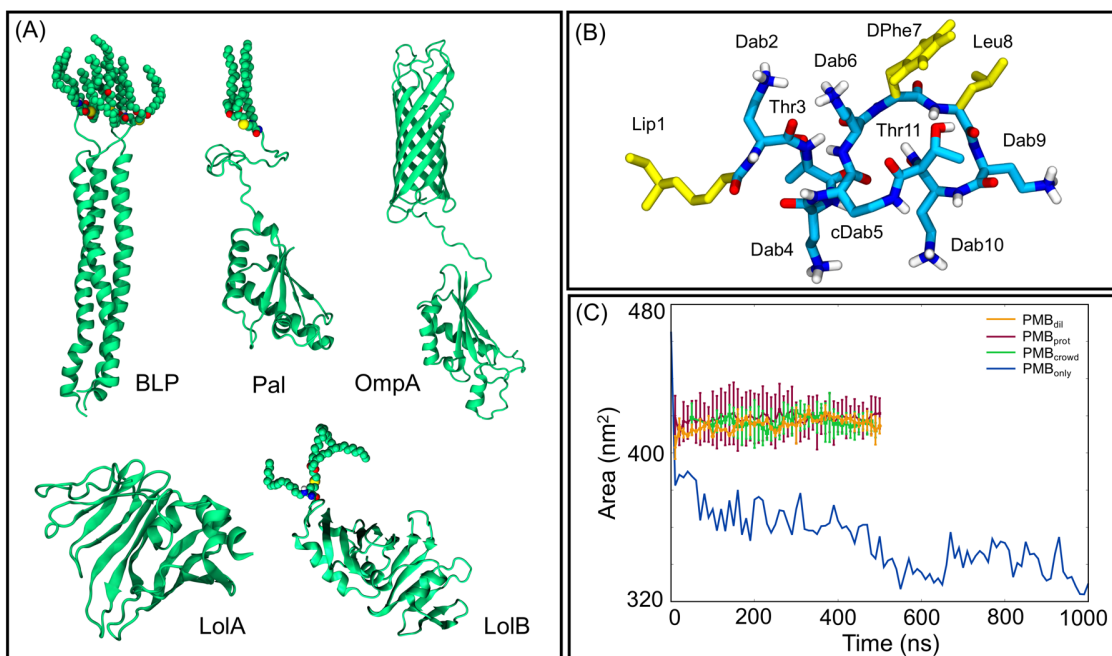 (A)
BLP
Pal
OmpA
LolA
LolB
(B)
DPhe7
Leu8
Dab2
Dab6
Thr3
Thr11
Lip1
Dab9
cDab5
Dab4
Dab10
(C)
480
400
320
Area (nm²)
PMBdil
PMBprot
PMBcrowd
PMBonly
0 200 400 600 800 1000
Time (ns)